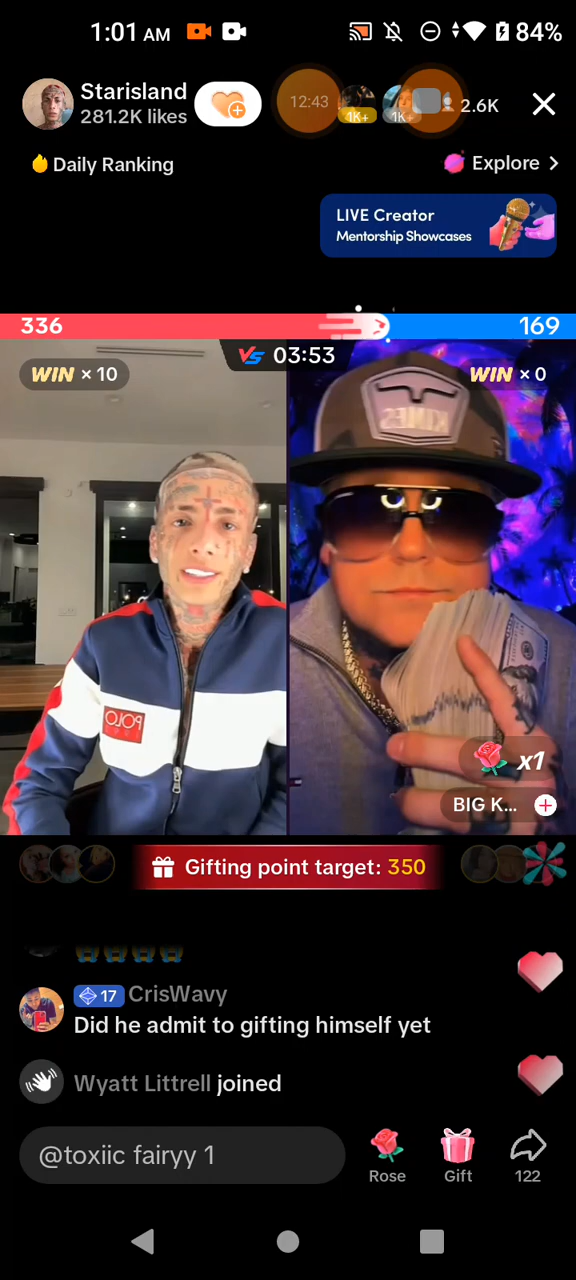 1:01 AM
84%
Starisland
281.2K likes
12:43
1K+
1K+
2.6K
Daily Ranking
Explore
LIVE Creator
Mentorship Showcases
336
169
VS 03:53
WIN × 10
WIN × 0
KIMES
POLO
x1
BIG K...
Gifting point target: 350
17 CrisWavy
Did he admit to gifting himself yet
Wyatt Littrell joined
@toxiic fairyy 1
Rose
Gift
122